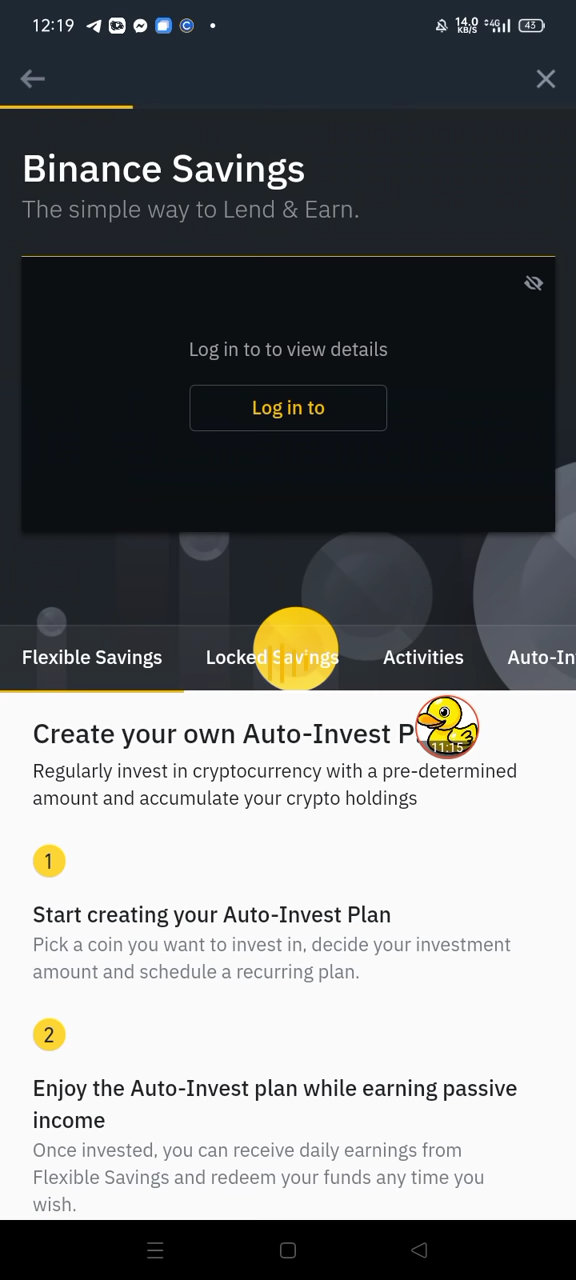 12:19
14.0
KB/S
4G
43
Binance Savings
The simple way to Lend & Earn.
Log in to to view details
Log in to
Flexible Savings Locked Savings Activities Auto-In
Create your own Auto-Invest P
11:15
Regularly invest in cryptocurrency with a pre-determined
amount and accumulate your crypto holdings
1
Start creating your Auto-Invest Plan
Pick a coin you want to invest in, decide your investment
amount and schedule a recurring plan.
2
Enjoy the Auto-Invest plan while earning passive
income
Once invested, you can receive daily earnings from
Flexible Savings and redeem your funds any time you
wish.